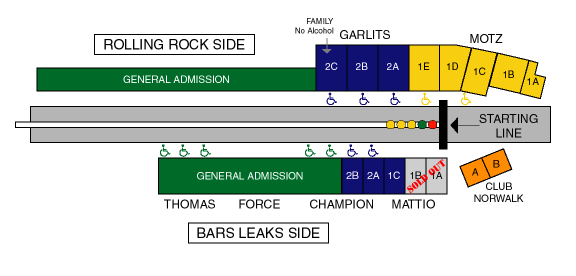 FAMILY
No Alcohol
GARLITS
MOTZ
ROLLING ROCK SIDE
2C 2B 2A 1E 1D 1C 1B 1A
GENERAL ADMISSION
STARTING
LINE
GENERAL ADMISSION 2B 2A 1C 1B 1A
SOLD OUT
A B
CLUB
NORWALK
THOMAS FORCE CHAMPION MATTIO
BARS LEAKS SIDE